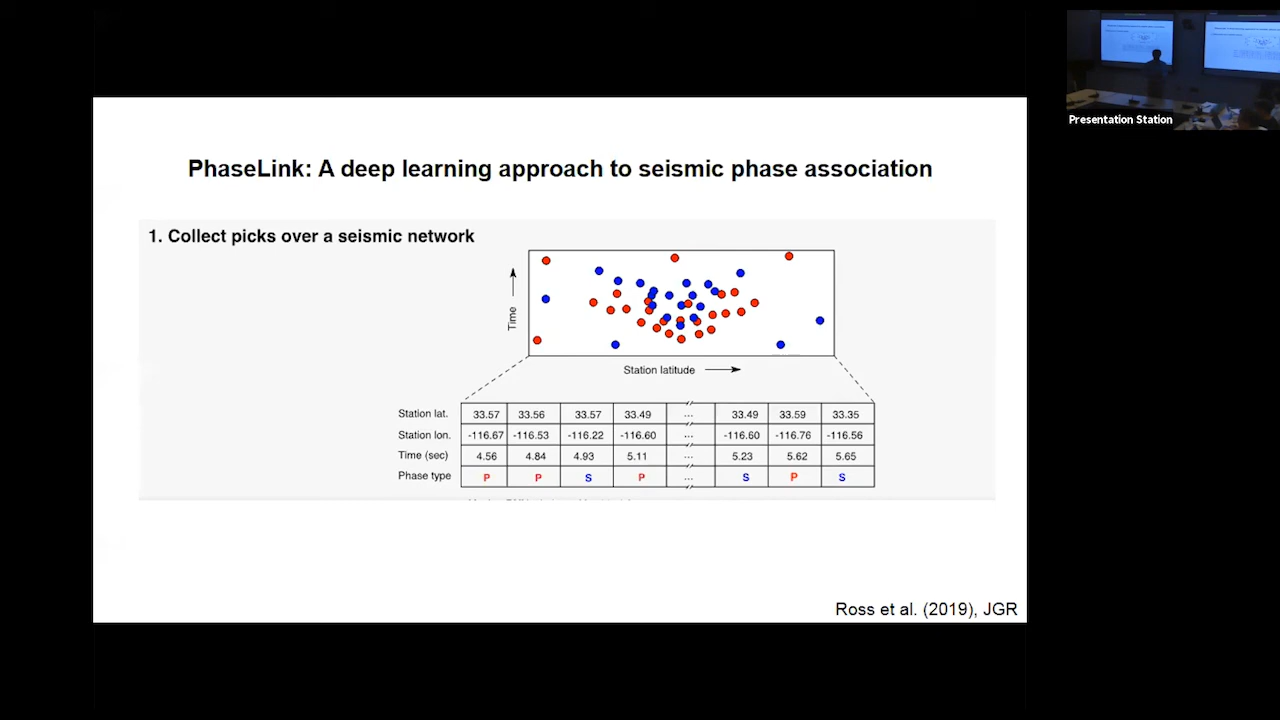 Presentation Station
PhaseLink: A deep learning approach to seismic phase association
1. Collect picks over a seismic network
Time
Station latitude
Station lat. 33.57 33.56 33.57 33.49 ... 33.49 33.59 33.35
Station lon. -116.67 -116.53 -116.22 -116.60 ... -116.60 -116.76 -116.56
Time (sec) 4.56 4.84 4.93 5.11 ... 5.23 5.62 5.65
Phase type P P S P ... S P S
Ross et al. (2019), JGR